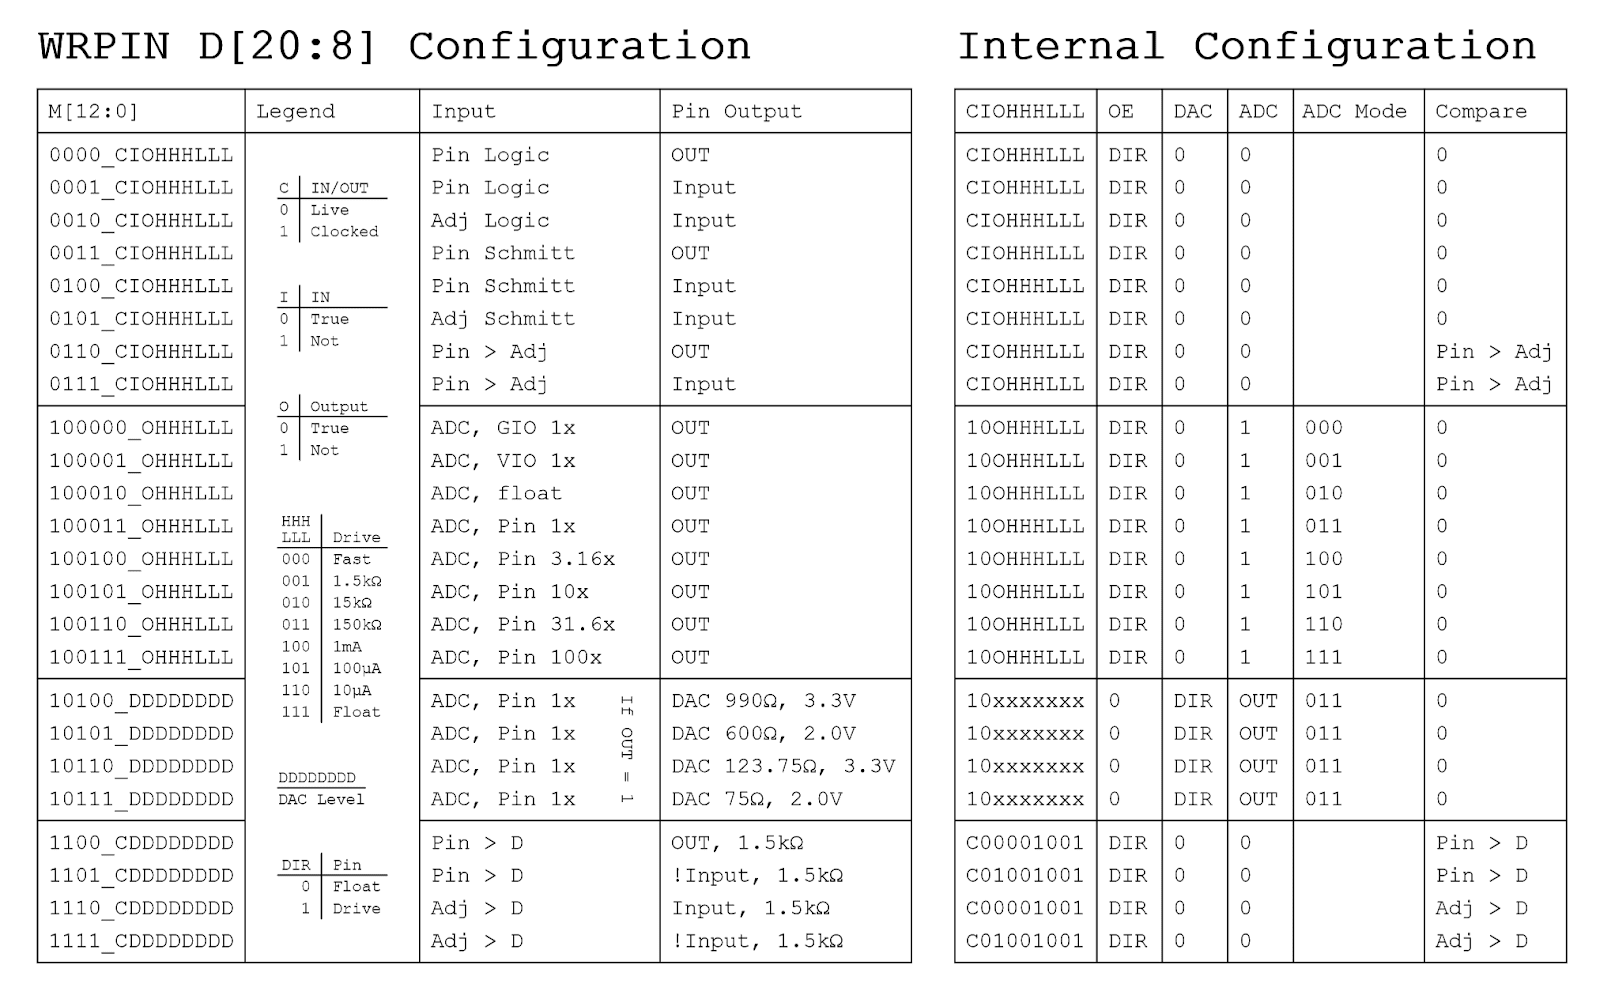 WRPIN D[20:8] Configuration
M[12:0] Legend Input Pin Output
0000_CIOHHHLLL Pin Logic OUT
0001_CIOHHHLLL Pin Logic Input
0010_CIOHHHLLL Adj Logic Input
0011_CIOHHHLLL Pin Schmitt OUT
0100_CIOHHHLLL Pin Schmitt Input
0101_CIOHHHLLL Adj Schmitt Input
0110_CIOHHHLLL Pin > Adj OUT
0111_CIOHHHLLL Pin > Adj Input
100000_OHHHLLL ADC, GIO 1x OUT
100001_OHHHLLL ADC, VIO 1x OUT
100010_OHHHLLL ADC, float OUT
100011_OHHHLLL ADC, Pin 1x OUT
100100_OHHHLLL ADC, Pin 3.16x OUT
100101_OHHHLLL ADC, Pin 10x OUT
100110_OHHHLLL ADC, Pin 31.6x OUT
100111_OHHHLLL ADC, Pin 100x OUT
10100_DDDDDDDD ADC, Pin 1x DAC 990Ω, 3.3V
10101_DDDDDDDD ADC, Pin 1x DAC 600Ω, 2.0V
10110_DDDDDDDD ADC, Pin 1x DAC 123.75Ω, 3.3V
10111_DDDDDDDD ADC, Pin 1x DAC 75Ω, 2.0V
If OUT = 1
1100_CDDDDDDDD Pin > D OUT, 1.5kΩ
1101_CDDDDDDDD Pin > D !Input, 1.5kΩ
1110_CDDDDDDDD Adj > D Input, 1.5kΩ
1111_CDDDDDDDD Adj > D !Input, 1.5kΩ
C IN/OUT
0 Live
1 Clocked
I IN
0 True
1 Not
O Output
0 True
1 Not
HHH
LLL Drive
000 Fast
001 1.5kΩ
010 15kΩ
011 150kΩ
100 1mA
101 100µA
110 10µA
111 Float
DDDDDDDD
DAC Level
DIR Pin
0 Float
1 Drive
Internal Configuration
CIOHHHLLL OE DAC ADC ADC Mode Compare
CIOHHHLLL DIR 0 0 0
CIOHHHLLL DIR 0 0 0
CIOHHHLLL DIR 0 0 0
CIOHHHLLL DIR 0 0 0
CIOHHHLLL DIR 0 0 0
CIOHHHLLL DIR 0 0 0
CIOHHHLLL DIR 0 0 Pin > Adj
CIOHHHLLL DIR 0 0 Pin > Adj
10OHHHLLL DIR 0 1 000 0
10OHHHLLL DIR 0 1 001 0
10OHHHLLL DIR 0 1 010 0
10OHHHLLL DIR 0 1 011 0
10OHHHLLL DIR 0 1 100 0
10OHHHLLL DIR 0 1 101 0
10OHHHLLL DIR 0 1 110 0
10OHHHLLL DIR 0 1 111 0
10xxxxxxx 0 DIR OUT 011 0
10xxxxxxx 0 DIR OUT 011 0
10xxxxxxx 0 DIR OUT 011 0
10xxxxxxx 0 DIR OUT 011 0
C00001001 DIR 0 0 Pin > D
C01001001 DIR 0 0 Pin > D
C00001001 DIR 0 0 Adj > D
C01001001 DIR 0 0 Adj > D